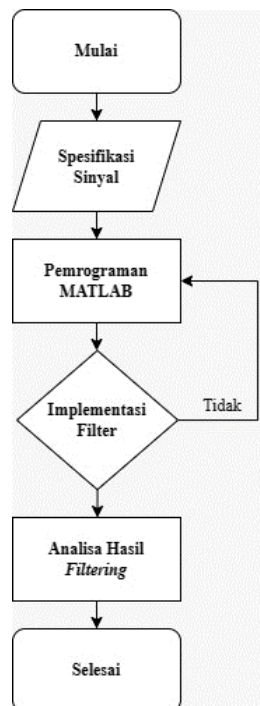 Mulai
Spesifikasi
Sinyal
Pemrograman
MATLAB
Implementasi
Filter
Tidak
Analisa Hasil
Filtering
Selesai